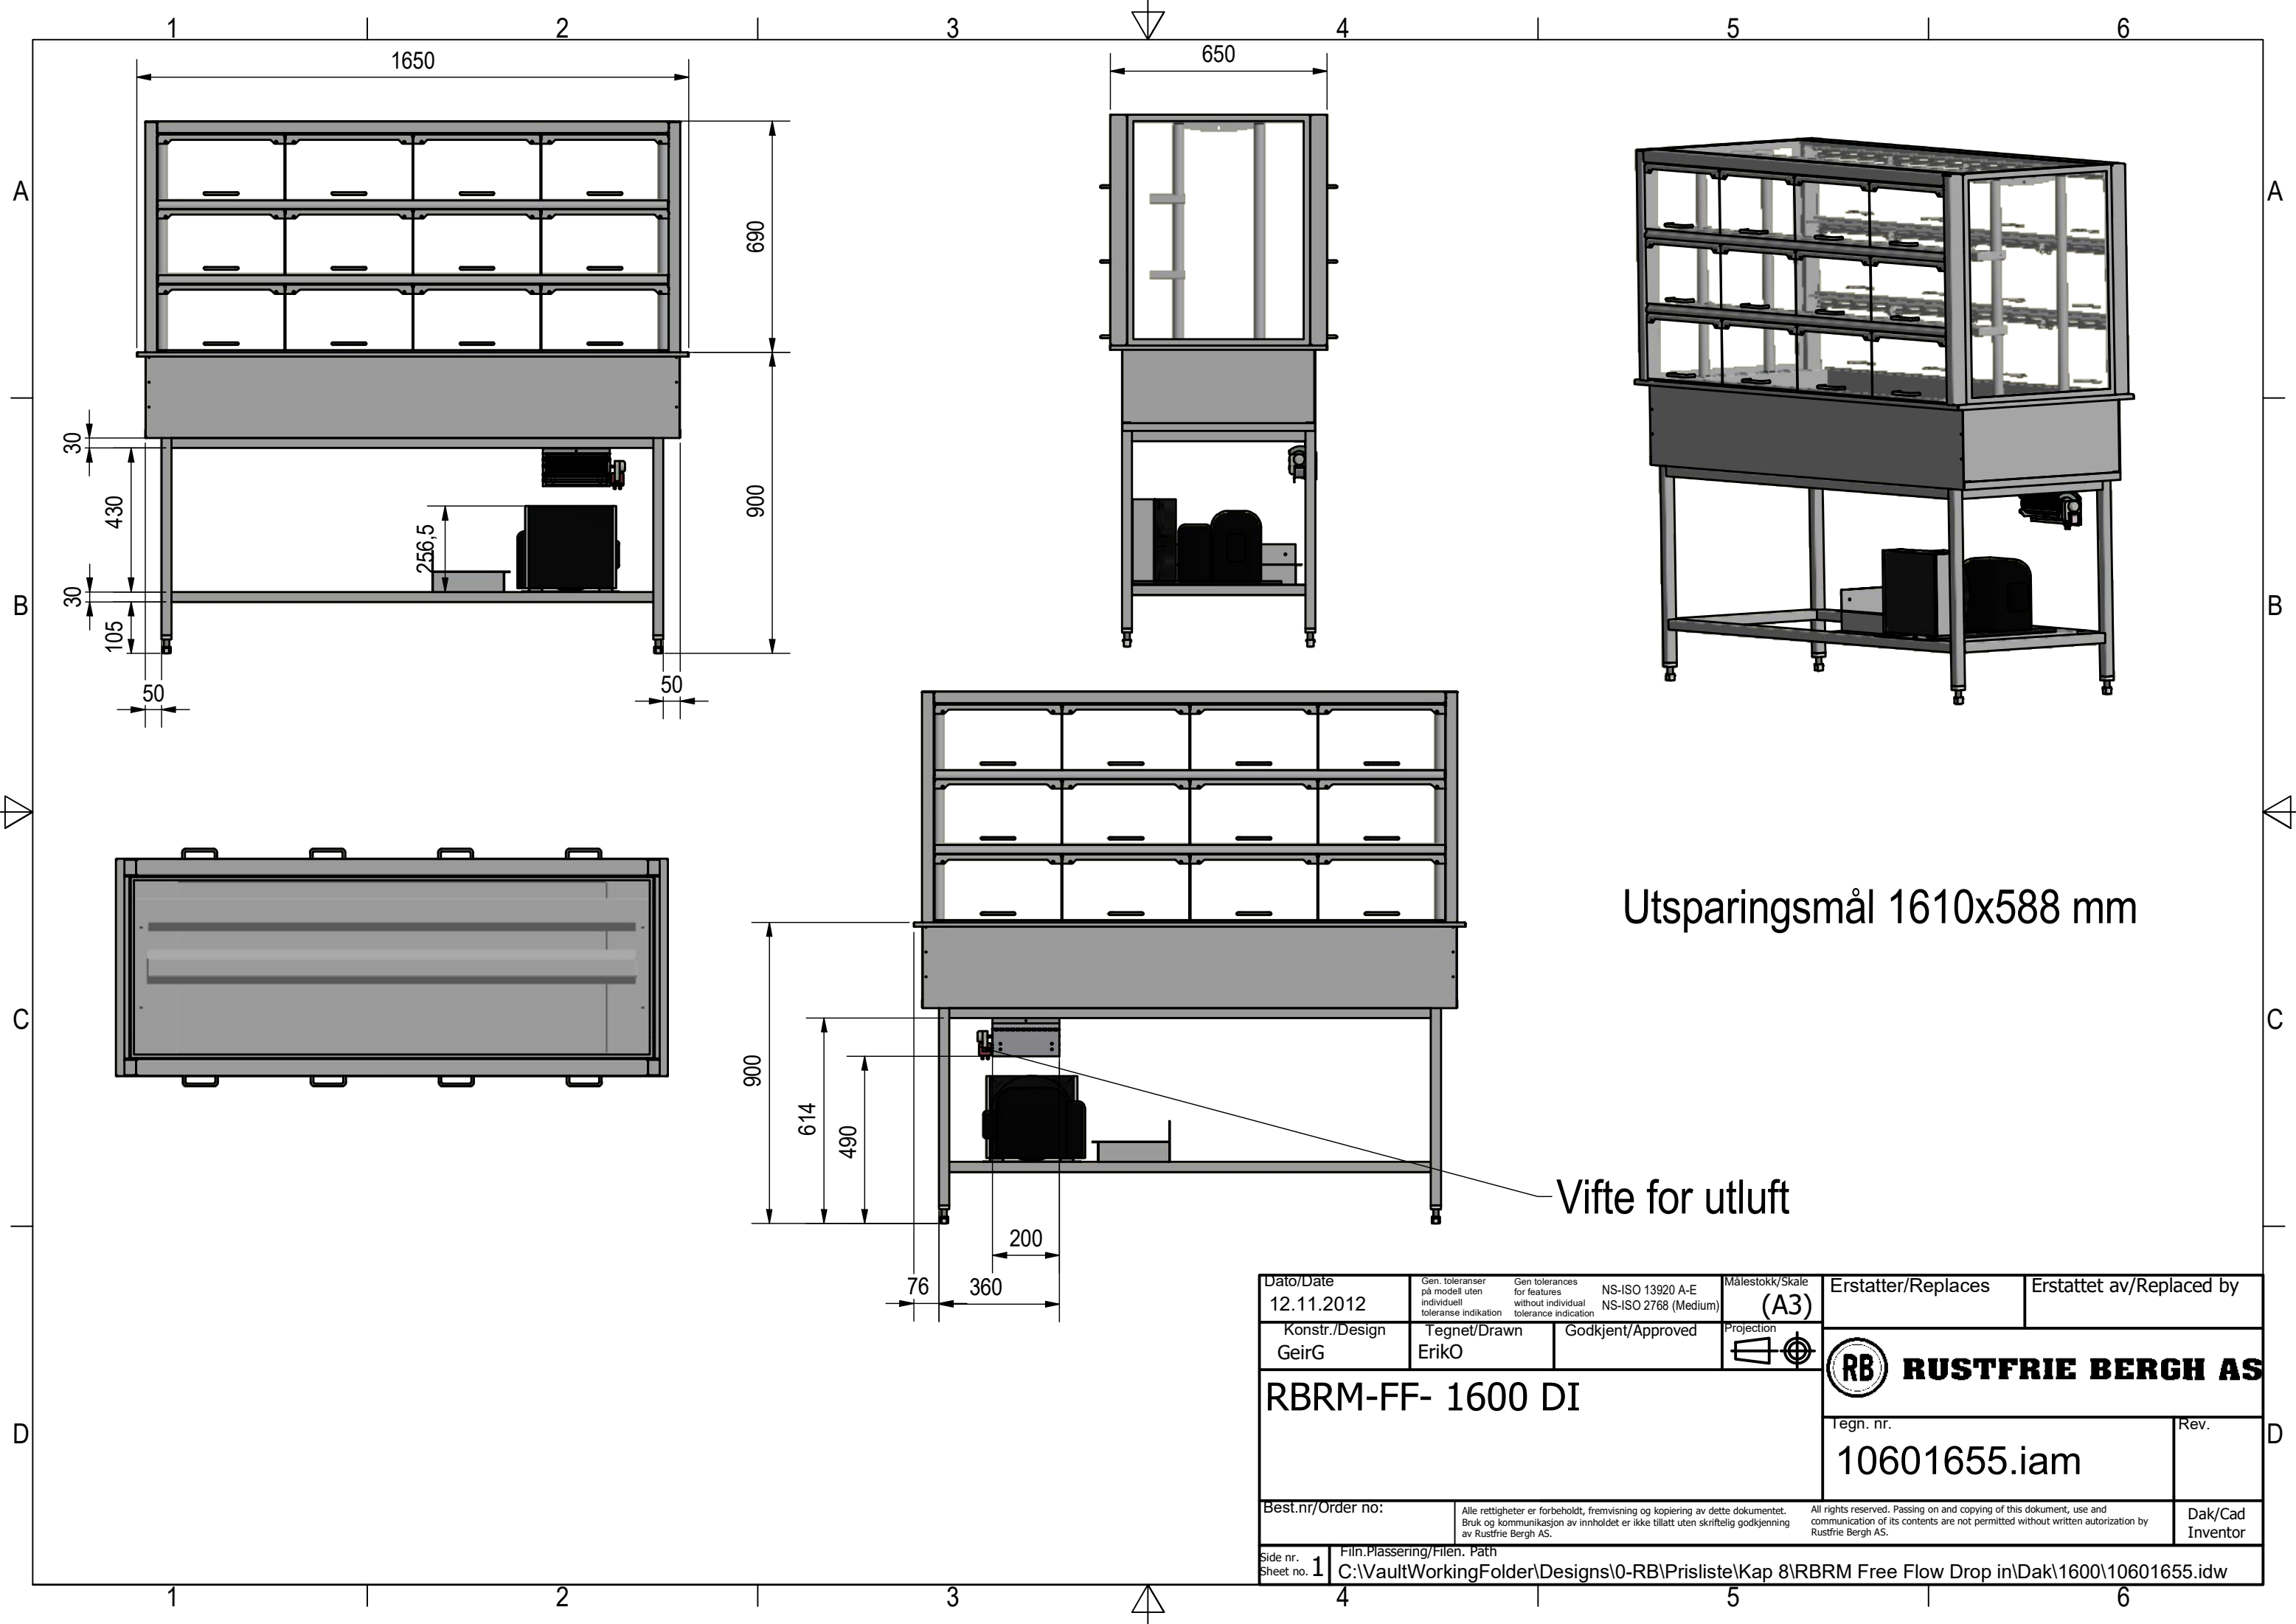 1 2 3 4 5 6
1650
650
A A
690
30
430
256,5
900
30
B B
105
50 50
Utsparingsmål 1610x588 mm
C C
900
614
490
Vifte for utluft
200
76 360
Dato/Date
12.11.2012
Gen. toleranser
på modell uten
individuell
toleranse indikation
Gen tolerances
for features
without individual
tolerance indication
NS-ISO 13920 A-E
NS-ISO 2768 (Medium)
Målestokk/Skale
(A3)
Erstatter/Replaces
Erstattet av/Replaced by
Konstr./Design
GeirG
Tegnet/Drawn
ErikO
Godkjent/Approved
Projection
RB RUSTFRIE BERGH AS
RBRM-FF- 1600 DI
Tegn. nr.
10601655.iam
Rev.
D D
Best.nr/Order no:
Alle rettigheter er forbeholdt, fremvisning og kopiering av dette dokumentet.
Bruk og kommunikasjon av innholdet er ikke tillatt uten skriftelig godkjenning
av Rustfrie Bergh AS.
All rights reserved. Passing on and copying of this document, use and
communication of its contents are not permitted without written autorization by
Rustfrie Bergh AS.
Dak/Cad
Inventor
Side nr.
Sheet no. 1
Filn.Plassering/Filen. Path
C:\VaultWorkingFolder\Designs\0-RB\Prisliste\Kap 8\RBRM Free Flow Drop in\Dak\1600\10601655.idw
1 2 3 4 5 6